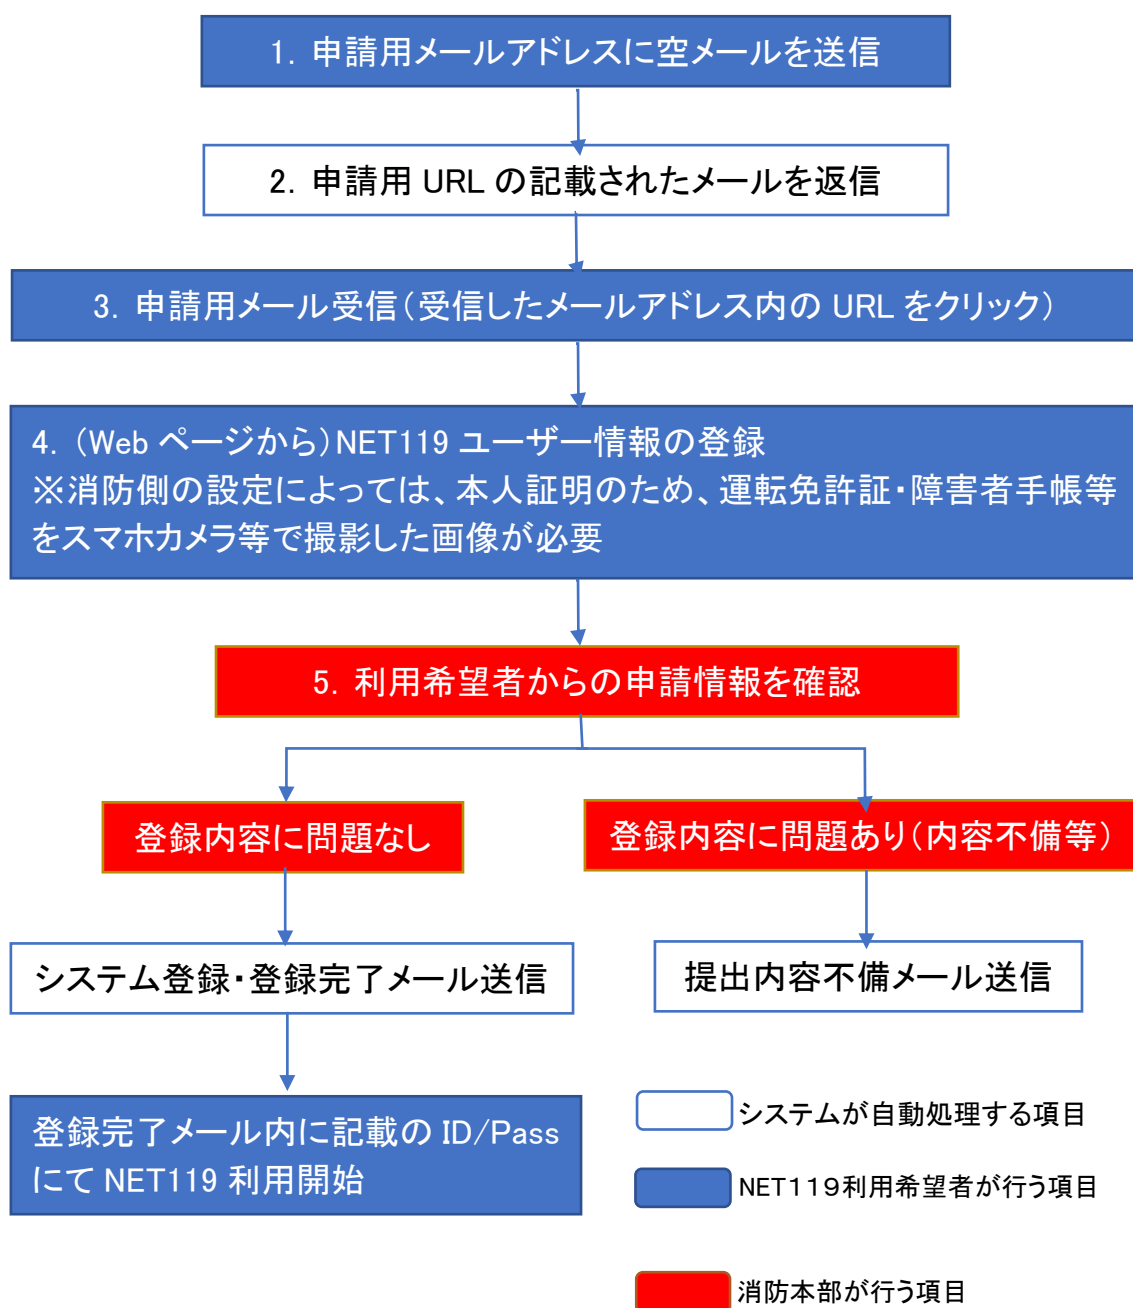 1. 申請用メールアドレスに空メールを送信
2. 申請用 URL の記載されたメールを返信
3. 申請用メール受信（受信したメールアドレス内の URL をクリック）
4. （Web ページから）NET119 ユーザー情報の登録
※消防側の設定によっては、本人証明のため、運転免許証・障害者手帳等
をスマホカメラ等で撮影した画像が必要
5. 利用希望者からの申請情報を確認
登録内容に問題なし
登録内容に問題あり（内容不備等）
システム登録・登録完了メール送信
提出内容不備メール送信
登録完了メール内に記載の ID/Pass
にて NET119 利用開始
システムが自動処理する項目
NET119利用希望者が行う項目
消防本部が行う項目